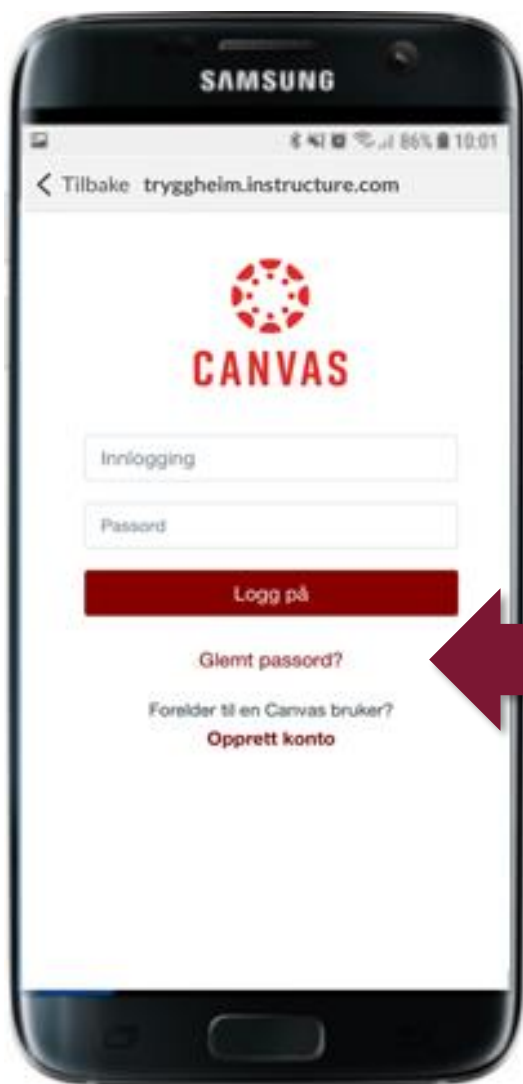 SAMSUNG
86% 10:01
Tilbake tryggheim.instructure.com
CANVAS
Innlogging
Passord
Logg på
Glemt passord?
Forelder til en Canvas bruker?
Opprett konto